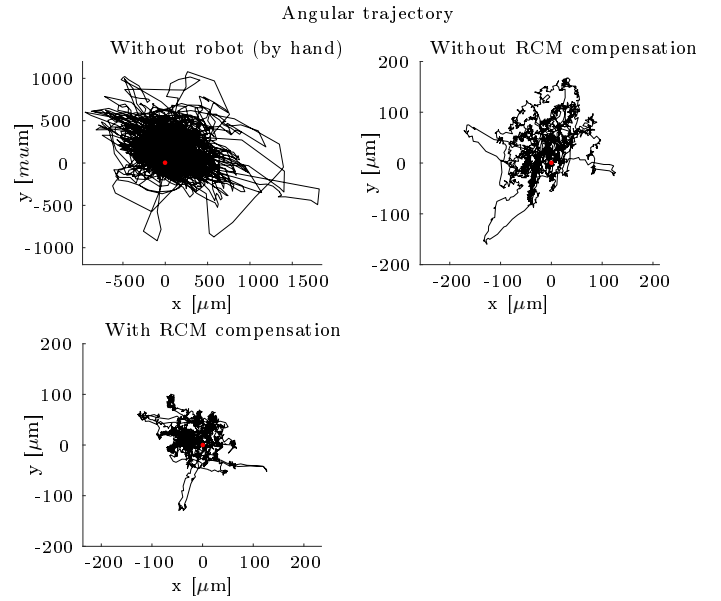 Angular trajectory
Without robot (by hand)
1000
500
0
-500
-1000
y [mum]
-500 0 500 1000 1500
x [μm]
Without RCM compensation
200
100
0
-100
-200
y [μm]
-200 -100 0 100 200
x [μm]
With RCM compensation
200
100
0
-100
-200
y [μm]
-200 -100 0 100 200
x [μm]